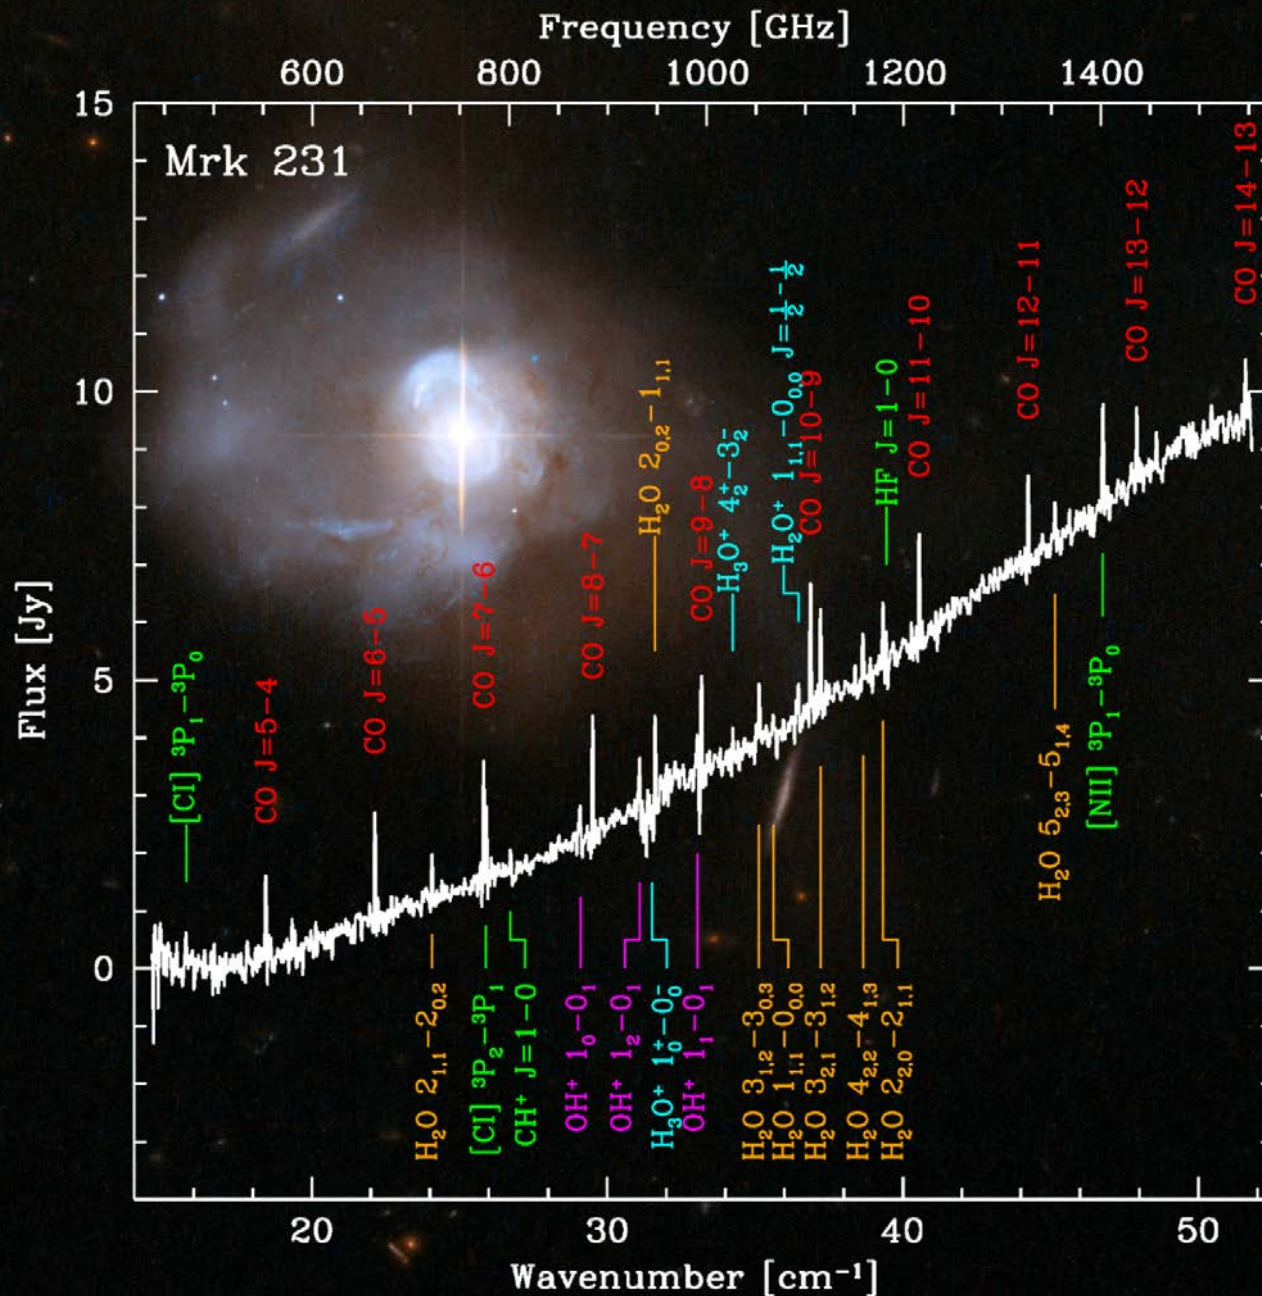 Frequency [GHz]
600 800 1000 1200 1400
15
Mrk 231
10
5
0
Flux [Jy]
[CI] ³P₁−³P₀
CO J=5−4
CO J=6−5
CO J=7−6
CO J=8−7
H₂O 2₀,₂−1₁,₁
CO J=9−8
H₃O⁺ 4₂⁺−3₂⁻
H₂O⁺ 1₁,₁−0₀,₀ J=½−½
CO J=10−9
HF J=1−0
CO J=11−10
CO J=12−11
CO J=13−12
CO J=14−13
H₂O 2₁,₁−2₀,₂
[CI] ³P₂−³P₁
CH⁺ J=1−0
OH⁺ 1₀−0₁
OH⁺ 1₂−0₁
H₃O⁺ 1₀⁺−0₀⁻
OH⁺ 1₁−0₁
H₂O 3₁,₂−3₀,₃
H₂O 1₁,₁−0₀,₀
H₂O 3₂,₁−3₁,₂
H₂O 4₂,₂−4₁,₃
H₂O 2₂,₀−2₁,₁
H₂O 5₂,₃−5₁,₄
[NII] ³P₁−³P₀
20 30 40 50
Wavenumber [cm⁻¹]